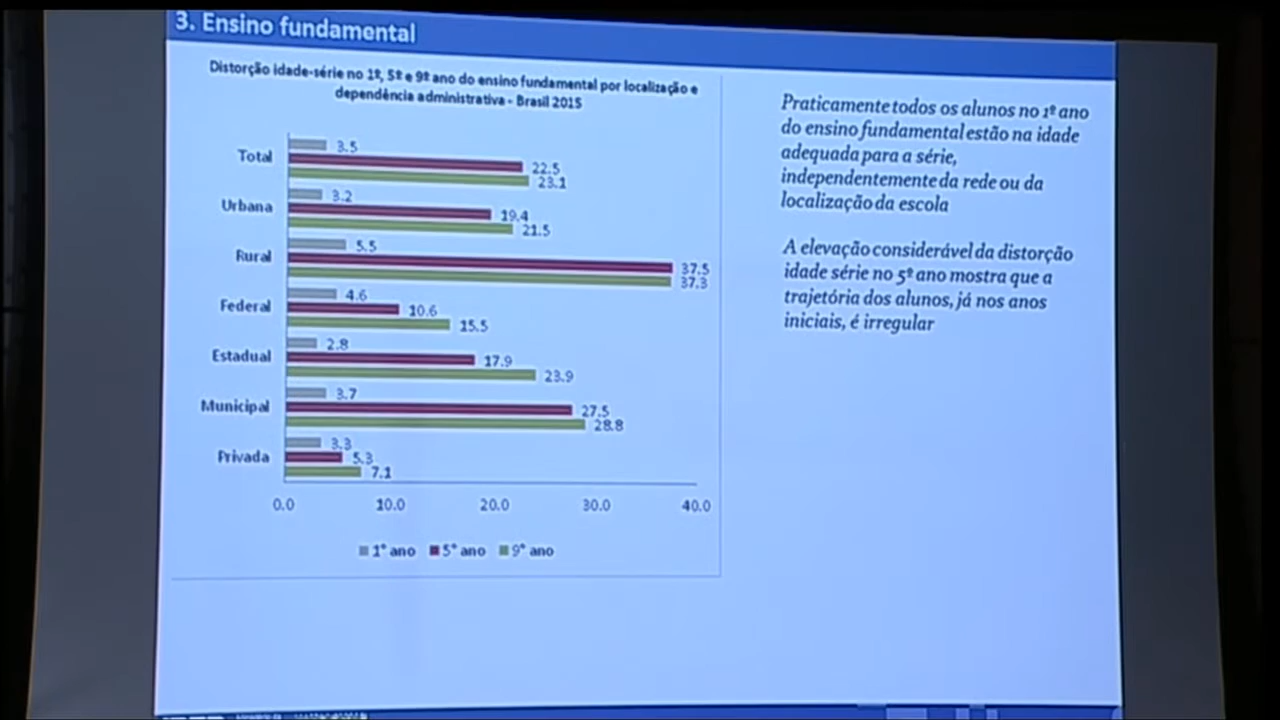 3. Ensino fundamental
Distorção idade-série no 1º, 5º e 9º ano do ensino fundamental por localização e
dependência administrativa - Brasil 2015
Total
3.5
22.5
23.1
Urbana
3.2
19.4
21.5
Rural
5.5
37.5
37.3
Federal
4.6
10.6
15.5
Estadual
2.8
17.9
23.9
Municipal
3.7
27.5
28.8
Privada
3.3
5.3
7.1
0.0 10.0 20.0 30.0 40.0
1° ano 5° ano 9° ano
Praticamente todos os alunos no 1º ano
do ensino fundamental estão na idade
adequada para a série,
independentemente da rede ou da
localização da escola
A elevação considerável da distorção
idade série no 5º ano mostra que a
trajetória dos alunos, já nos anos
iniciais, é irregular